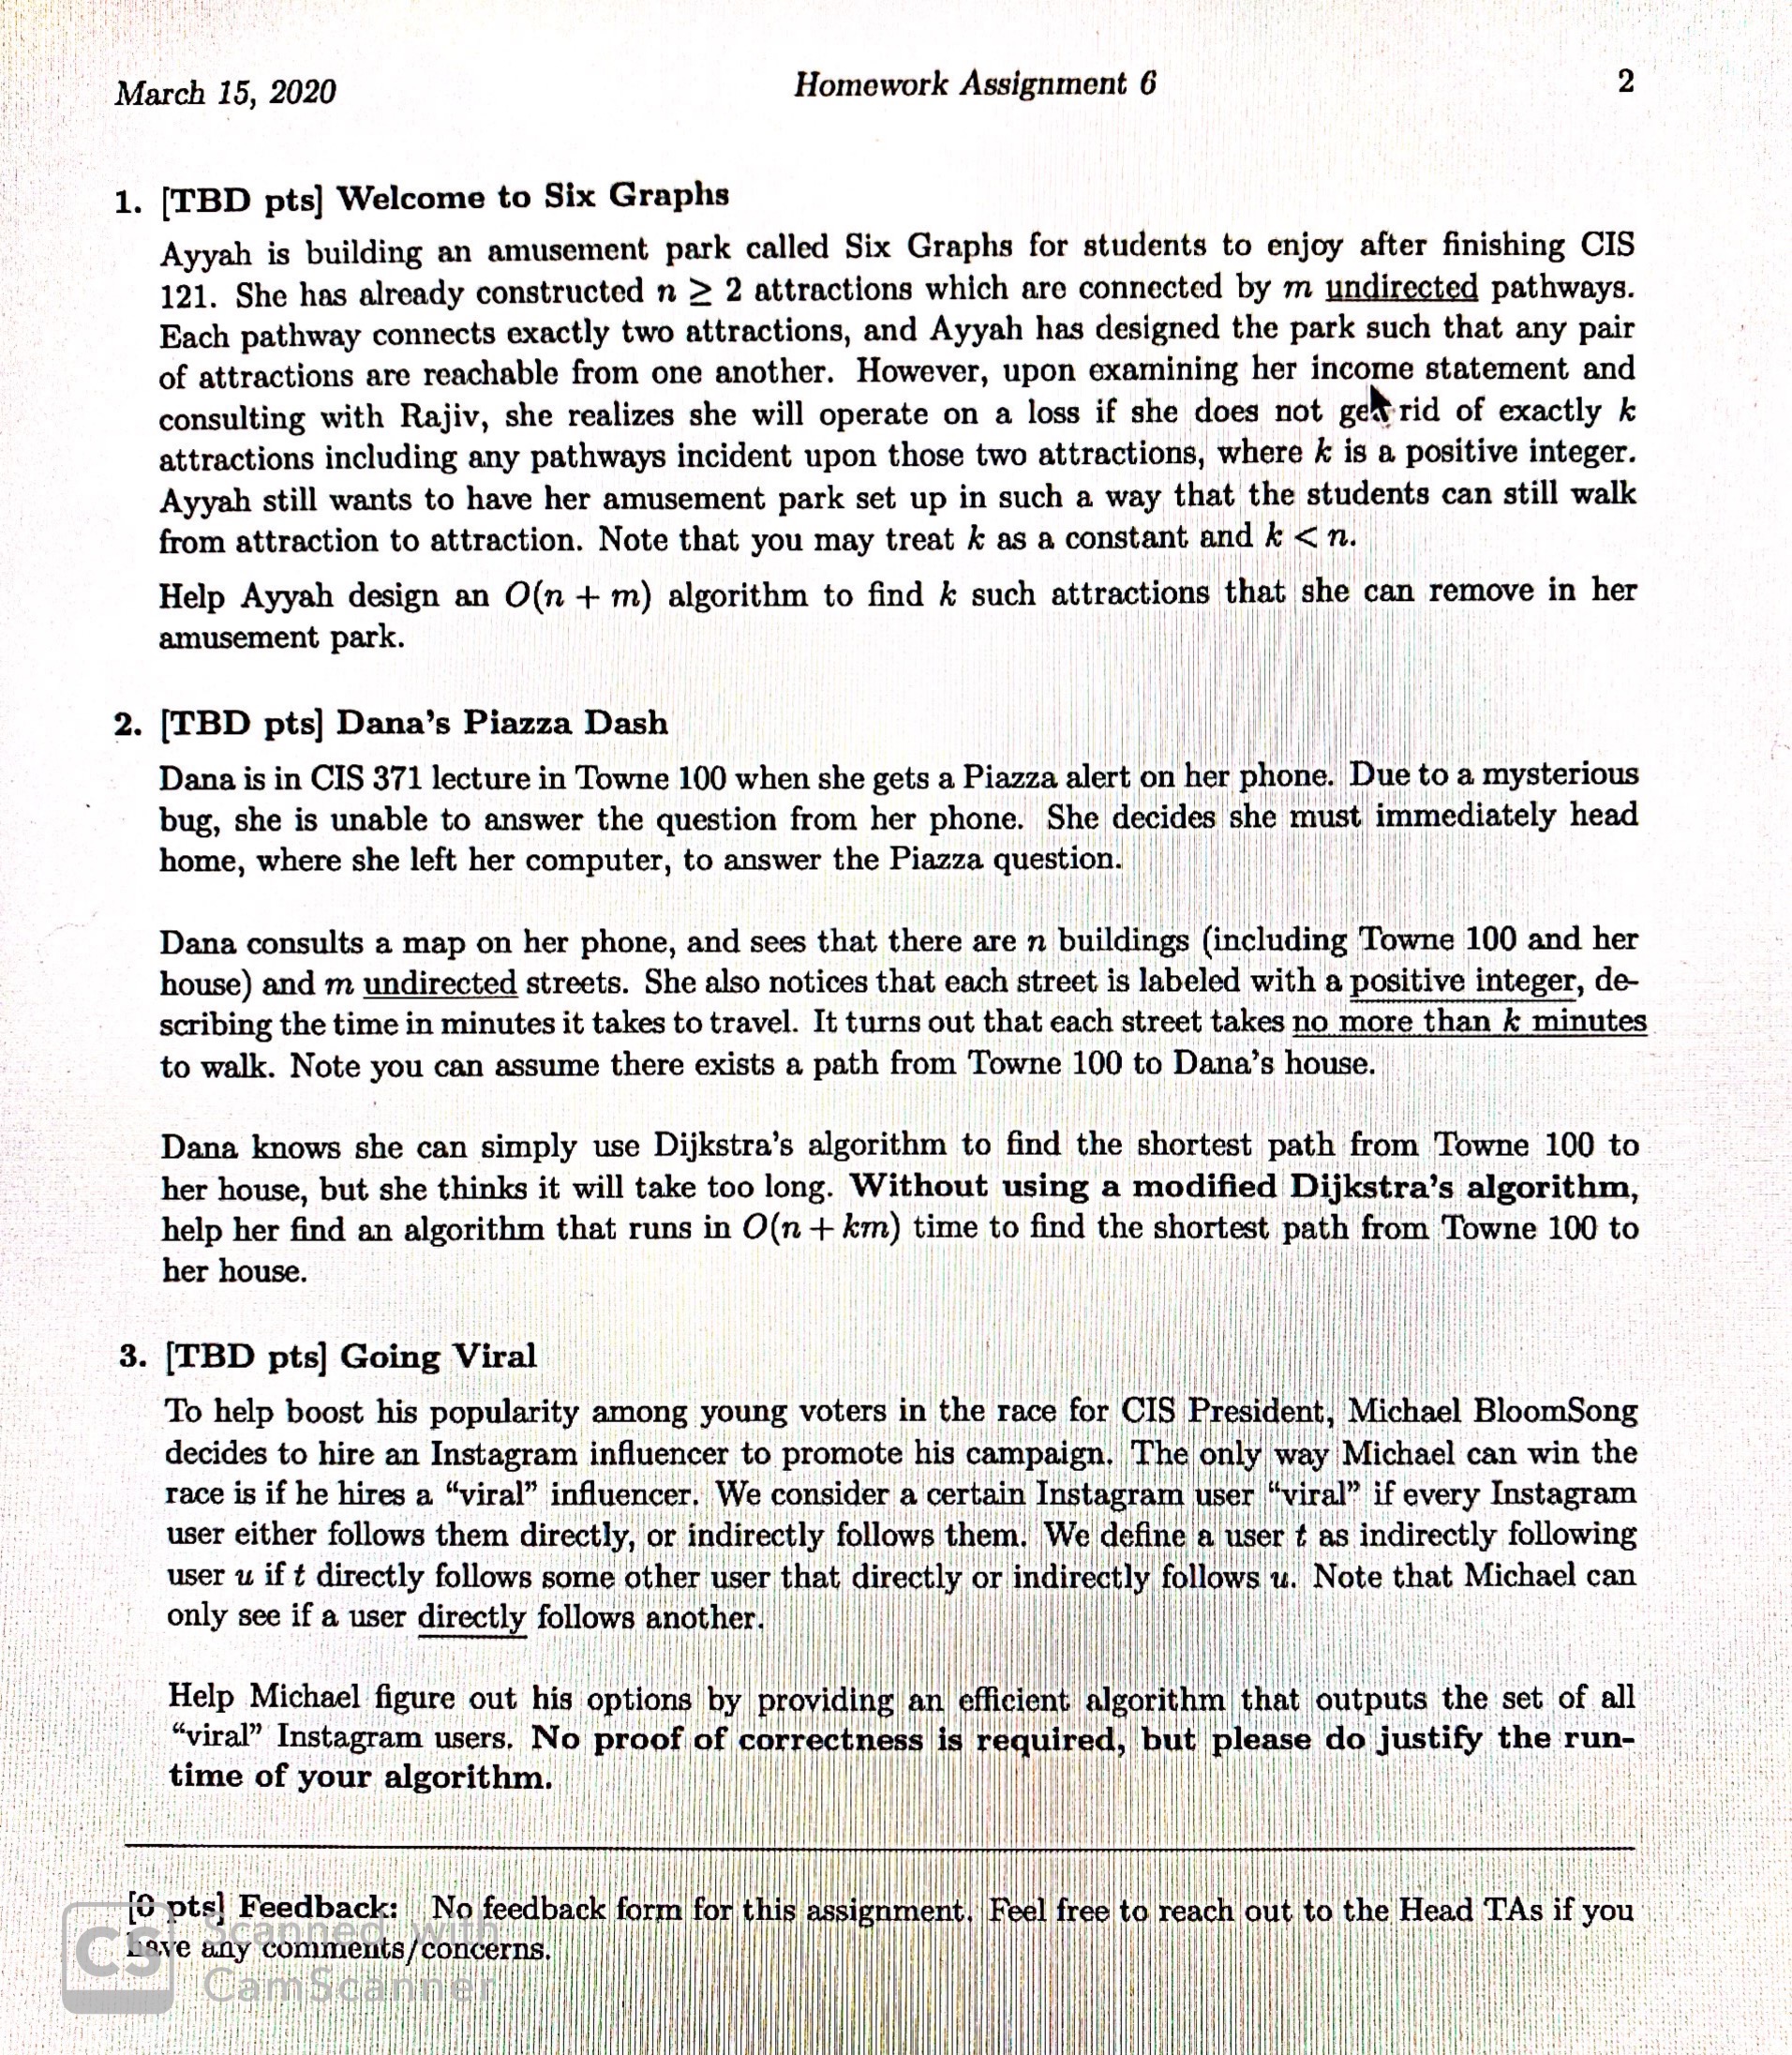 March 15, 2020 Homework Assignment 6 2
1. [TBD pts] Welcome to Six Graphs
Ayyah is building an amusement park called Six Graphs for students to enjoy after finishing CIS
121. She has already constructed n ≥ 2 attractions which are connected by m undirected pathways.
Each pathway connects exactly two attractions, and Ayyah has designed the park such that any pair
of attractions are reachable from one another. However, upon examining her income statement and
consulting with Rajiv, she realizes she will operate on a loss if she does not get rid of exactly k
attractions including any pathways incident upon those two attractions, where k is a positive integer.
Ayyah still wants to have her amusement park set up in such a way that the students can still walk
from attraction to attraction. Note that you may treat k as a constant and k < n.
Help Ayyah design an O(n + m) algorithm to find k such attractions that she can remove in her
amusement park.
2. [TBD pts] Dana's Piazza Dash
Dana is in CIS 371 lecture in Towne 100 when she gets a Piazza alert on her phone. Due to a mysterious
bug, she is unable to answer the question from her phone. She decides she must immediately head
home, where she left her computer, to answer the Piazza question.
Dana consults a map on her phone, and sees that there are n buildings (including Towne 100 and her
house) and m undirected streets. She also notices that each street is labeled with a positive integer, de-
scribing the time in minutes it takes to travel. It turns out that each street takes no more than k minutes
to walk. Note you can assume there exists a path from Towne 100 to Dana's house.
Dana knows she can simply use Dijkstra's algorithm to find the shortest path from Towne 100 to
her house, but she thinks it will take too long. Without using a modified Dijkstra's algorithm,
help her find an algorithm that runs in O(n + km) time to find the shortest path from Towne 100 to
her house.
3. [TBD pts] Going Viral
To help boost his popularity among young voters in the race for CIS President, Michael BloomSong
decides to hire an Instagram influencer to promote his campaign. The only way Michael can win the
race is if he hires a “viral” influencer. We consider a certain Instagram user “viral” if every Instagram
user either follows them directly, or indirectly follows them. We define a user t as indirectly following
user u if t directly follows some other user that directly or indirectly follows u. Note that Michael can
only see if a user directly follows another.
Help Michael figure out his options by providing an efficient algorithm that outputs the set of all
“viral” Instagram users. No proof of correctness is required, but please do justify the run-
time of your algorithm.
[0 pts] Feedback: No feedback form for this assignment. Feel free to reach out to the Head TAs if you
have any comments/concerns.
CS Scanned with
CamScanner